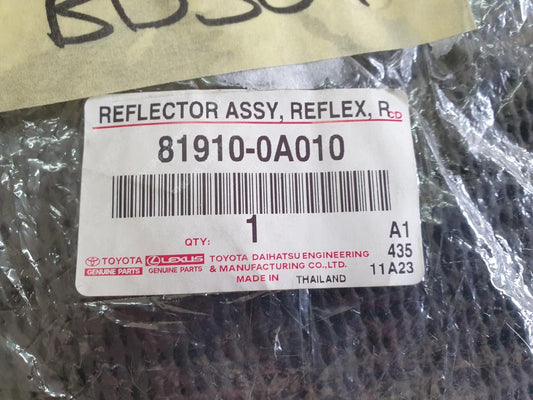 REFLECTOR ASSY, REFLEX, R
CD
81910-0A010
QTY: 1
A1
TOYOTA LEXUS TOYOTA DAIHATSU ENGINEERING 435
GENUINE PARTS GENUINE PARTS & MANUFACTURING CO.,LTD. 11A23
MADE IN THAILAND